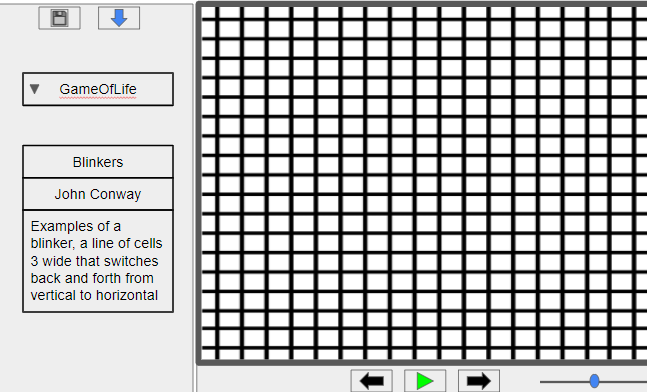 GameOfLife
Blinkers
John Conway
Examples of a
blinker, a line of cells
3 wide that switches
back and forth from
vertical to horizontal